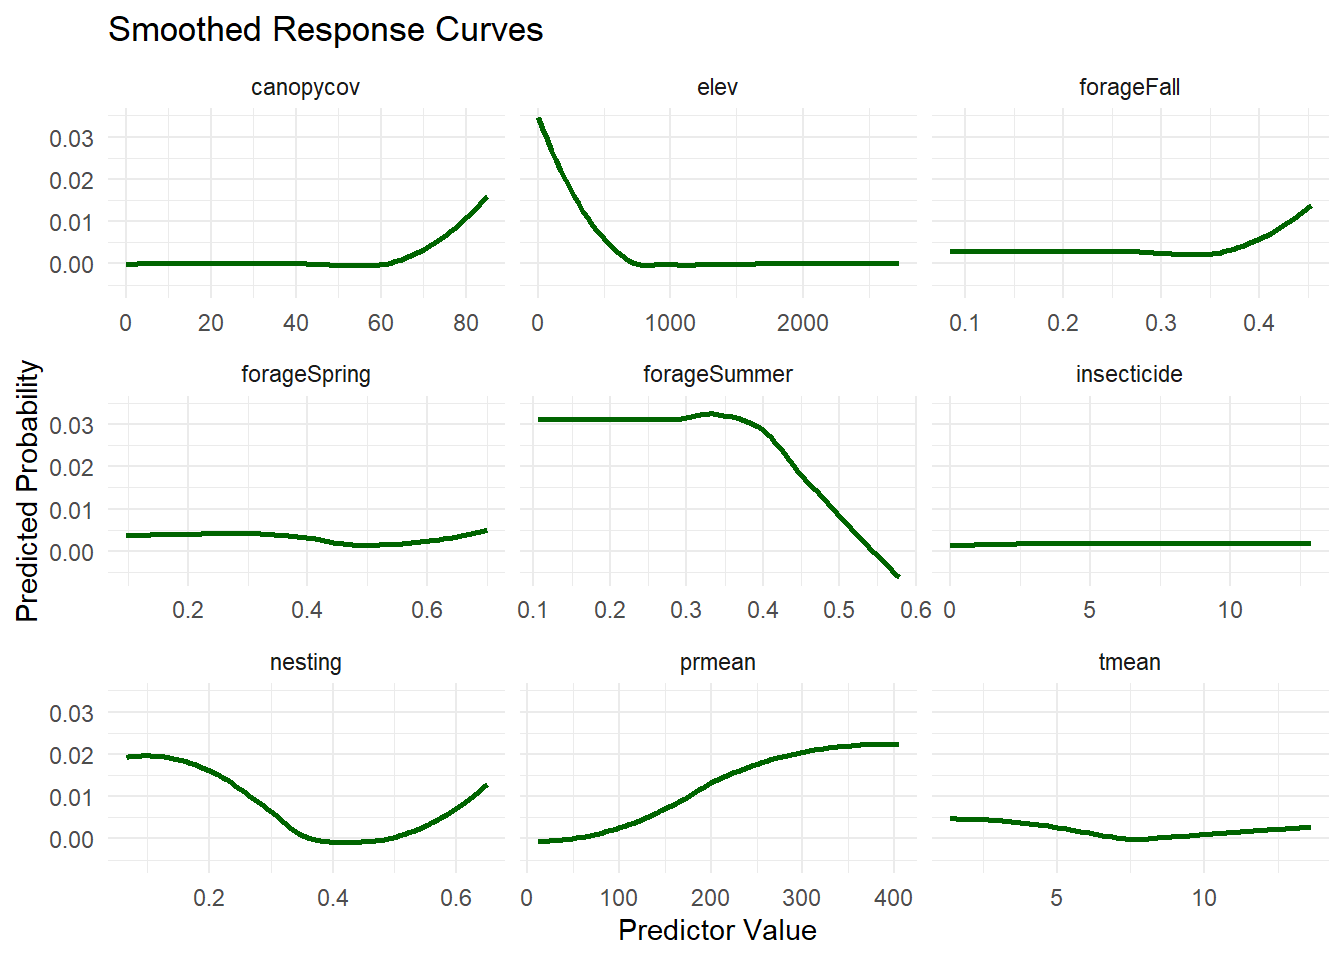 Smoothed Response Curves
canopycov elev forageFall
0.03
0.02
0.01
0.00
0 20 40 60 80 0 1000 2000 0.1 0.2 0.3 0.4
Predicted Probability
forageSpring forageSummer insecticide
0.03
0.02
0.01
0.00
0.2 0.4 0.6 0.1 0.2 0.3 0.4 0.5 0.6 0 5 10
nesting prmean tmean
0.03
0.02
0.01
0.00
0.2 0.4 0.6 0 100 200 300 400 5 10
Predictor Value